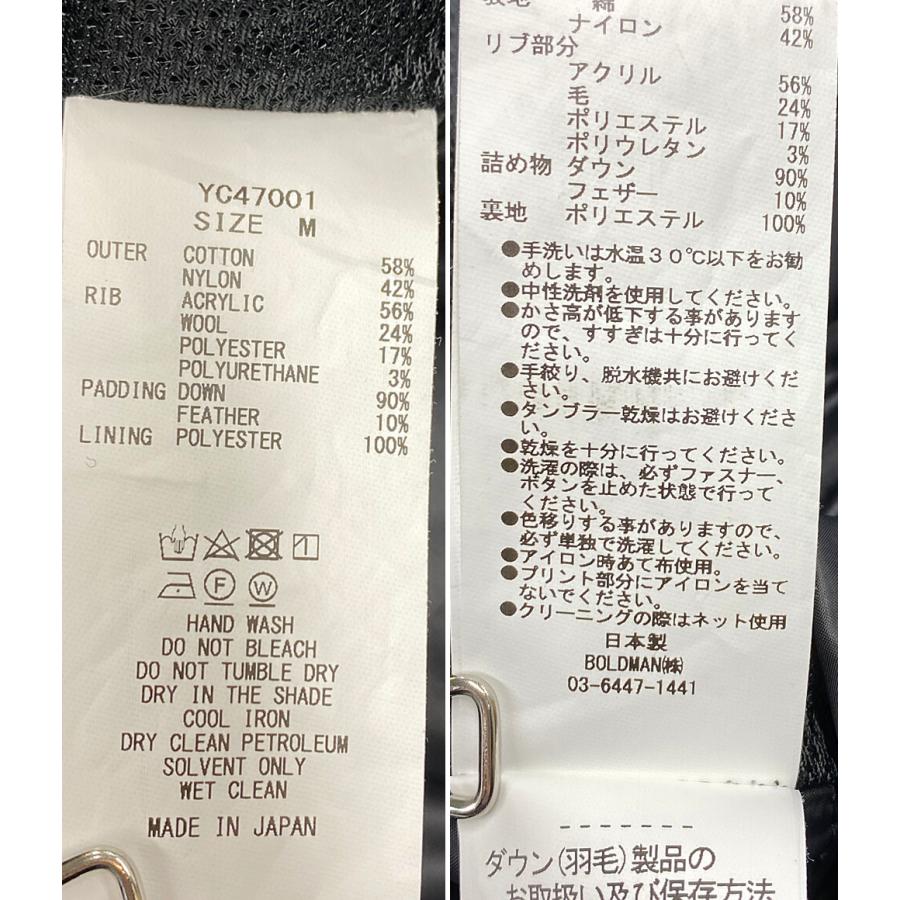 YC47001
SIZE M
OUTER COTTON 58%
NYLON 42%
RIB ACRYLIC 56%
WOOL 24%
POLYESTER 17%
POLYURETHANE 3%
PADDING DOWN 90%
FEATHER 10%
LINING POLYESTER 100%
F W
HAND WASH
DO NOT BLEACH
DO NOT TUMBLE DRY
DRY IN THE SHADE
COOL IRON
DRY CLEAN PETROLEUM
SOLVENT ONLY
WET CLEAN
MADE IN JAPAN
表地 綿 58%
ナイロン 42%
リブ部分
アクリル 56%
毛 24%
ポリエステル 17%
ポリウレタン 3%
詰め物 ダウン 90%
フェザー 10%
裏地 ポリエステル 100%
●手洗いは水温30℃以下をお勧
めします。
●中性洗剤を使用してください。
●かさ高が低下する事があります
ので、すすぎは十分に行ってく
ださい。
●手絞り、脱水機共にお避けくだ
さい。
●タンブラー乾燥はお避けくださ
い。
●乾燥を十分に行ってください。
●洗濯の際は、必ずファスナー、
ボタンを止めた状態で行って
ください。
●色移りする事がありますので、
必ず単独で洗濯してください。
●アイロン時あて布使用。
●プリント部分にアイロンを当て
ないでください。
●クリーニングの際はネット使用
日本製
BOLDMAN㈱
03-6447-1441
-------
ダウン(羽毛)製品の
お取扱い及び保存方法